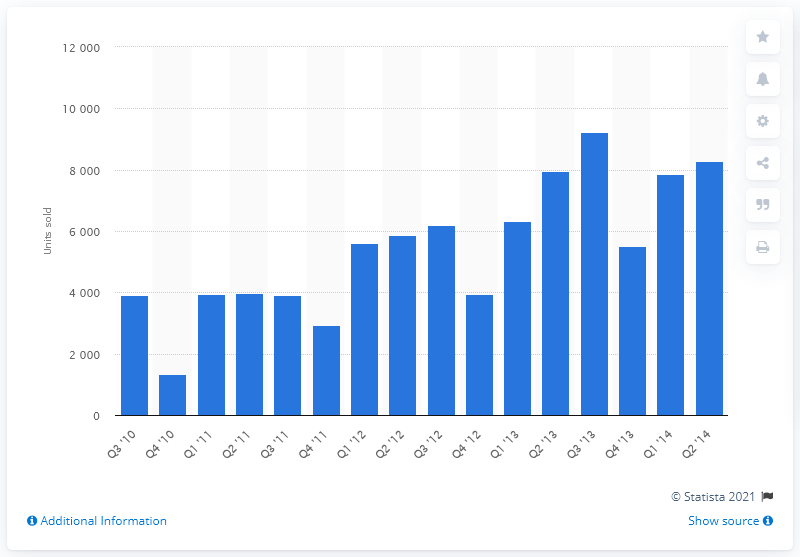 12 000
10 000
8 000
6 000
4 000
2 000
0
Units sold
Q3 '10
Q4 '10
Q1 '11
Q2 '11
Q3 '11
Q4 '11
Q1 '12
Q2 '12
Q3 '12
Q4 '12
Q1 '13
Q2 '13
Q3 '13
Q4 '13
Q1 '14
Q2 '14
© Statista 2021
Additional Information
Show source